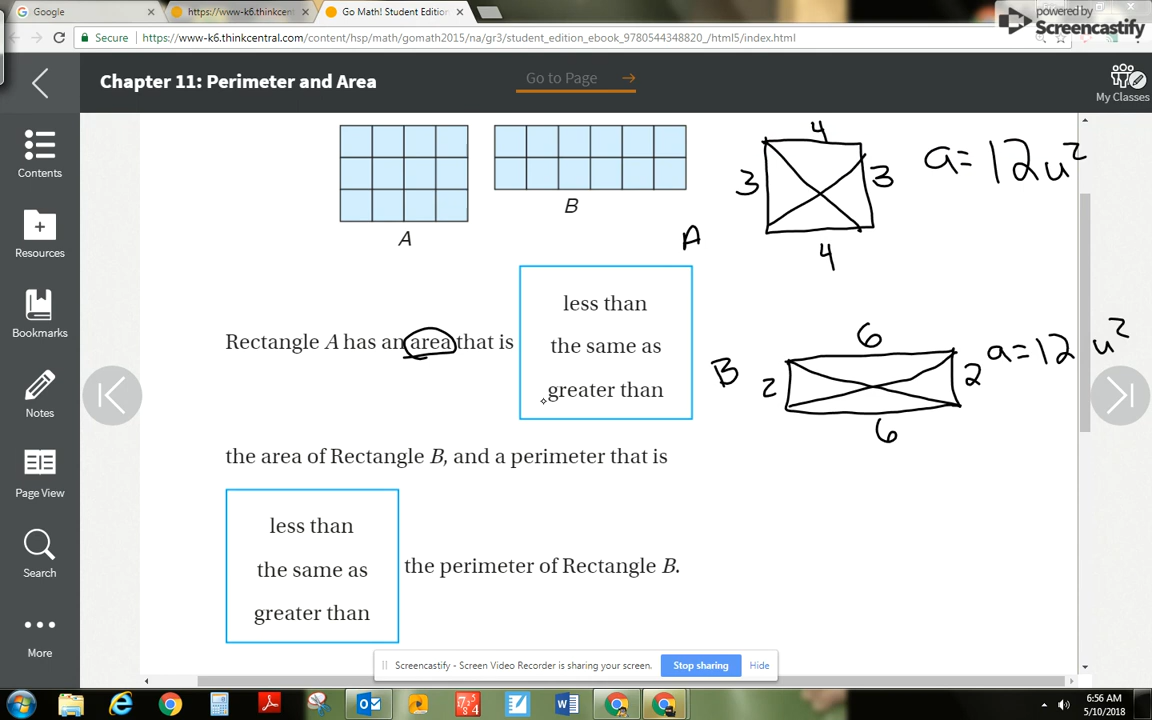 Google
https://www-k6.thinkcent
Go Math! Student Edition
powered by
Screencastify
Secure
https://www-k6.thinkcentral.com/content/hsp/math/gomath2015/na/gr3/student_edition_ebook_9780544348820_/html5/index.html
Chapter 11: Perimeter and Area
Go to Page →
My Classes
Contents
Resources
Bookmarks
Notes
Page View
Search
More
A
B
4
3 3
4
a=12u²
A
less than
Rectangle A has an area that is the same as
greater than
6
B 2 2
6
a=12 u²
the area of Rectangle B, and a perimeter that is
less than
the same as the perimeter of Rectangle B.
greater than
Screencastify - Screen Video Recorder is sharing your screen. Stop sharing Hide
6:56 AM
5/10/2018